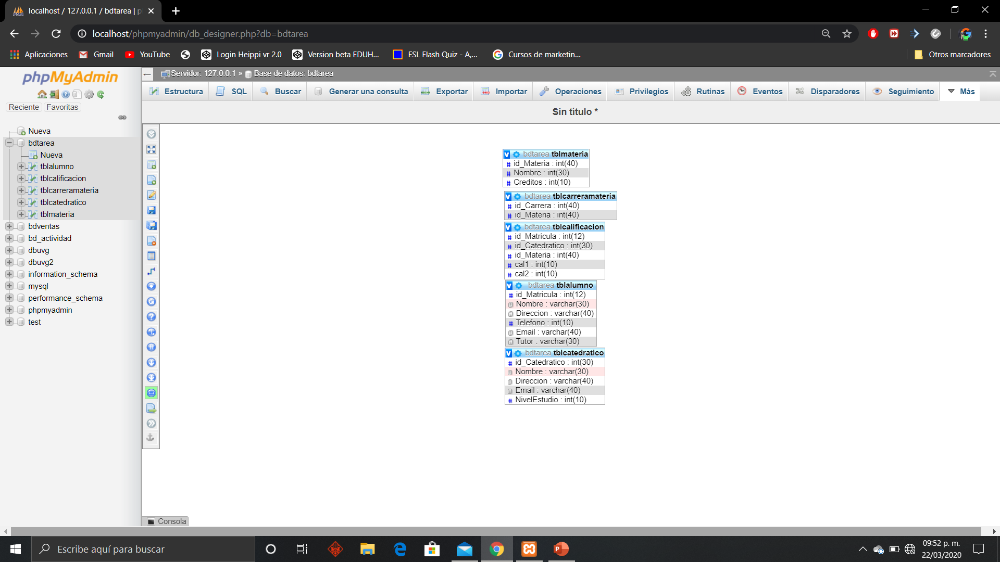 localhost / 127.0.0.1 / bdtarea | p
localhost/phpmyadmin/db_designer.php?db=bdtarea
Aplicaciones Gmail YouTube Login Heippi vr 2.0 Version beta EDUH... ESL Flash Quiz - A,... Cursos de marketin... Otros marcadores
phpMyAdmin
Reciente Favoritas
Nueva
bdtarea
Nueva
tblalumno
tblcalificacion
tblcarreramateria
tblcatedratico
tblmateria
bdventas
bd_actividad
dbuvg
dbuvg2
information_schema
mysql
performance_schema
phpmyadmin
test
Servidor: 127.0.0.1 » Base de datos: bdtarea
Estructura SQL Buscar Generar una consulta Exportar Importar Operaciones Privilegios Rutinas Eventos Disparadores Seguimiento Más
Sin título *
v bdtarea tblmateria
# id_Materia : int(40)
# Nombre : int(30)
# Creditos : int(10)
v bdtarea tblcarreramateria
# id_Carrera : int(40)
# id_Materia : int(40)
v bdtarea tblcalificacion
# id_Matricula : int(12)
# id_Catedratico : int(30)
# id_Materia : int(40)
# cal1 : int(10)
# cal2 : int(10)
v bdtarea tblalumno
# id_Matricula : int(12)
Nombre : varchar(30)
Direccion : varchar(40)
# Telefono : int(10)
Email : varchar(40)
Tutor : varchar(30)
v bdtarea tblcatedratico
# id_Catedratico : int(30)
Nombre : varchar(30)
Direccion : varchar(40)
Email : varchar(40)
# NivelEstudio : int(10)
Consola
Escribe aquí para buscar
09:52 p. m.
22/03/2020